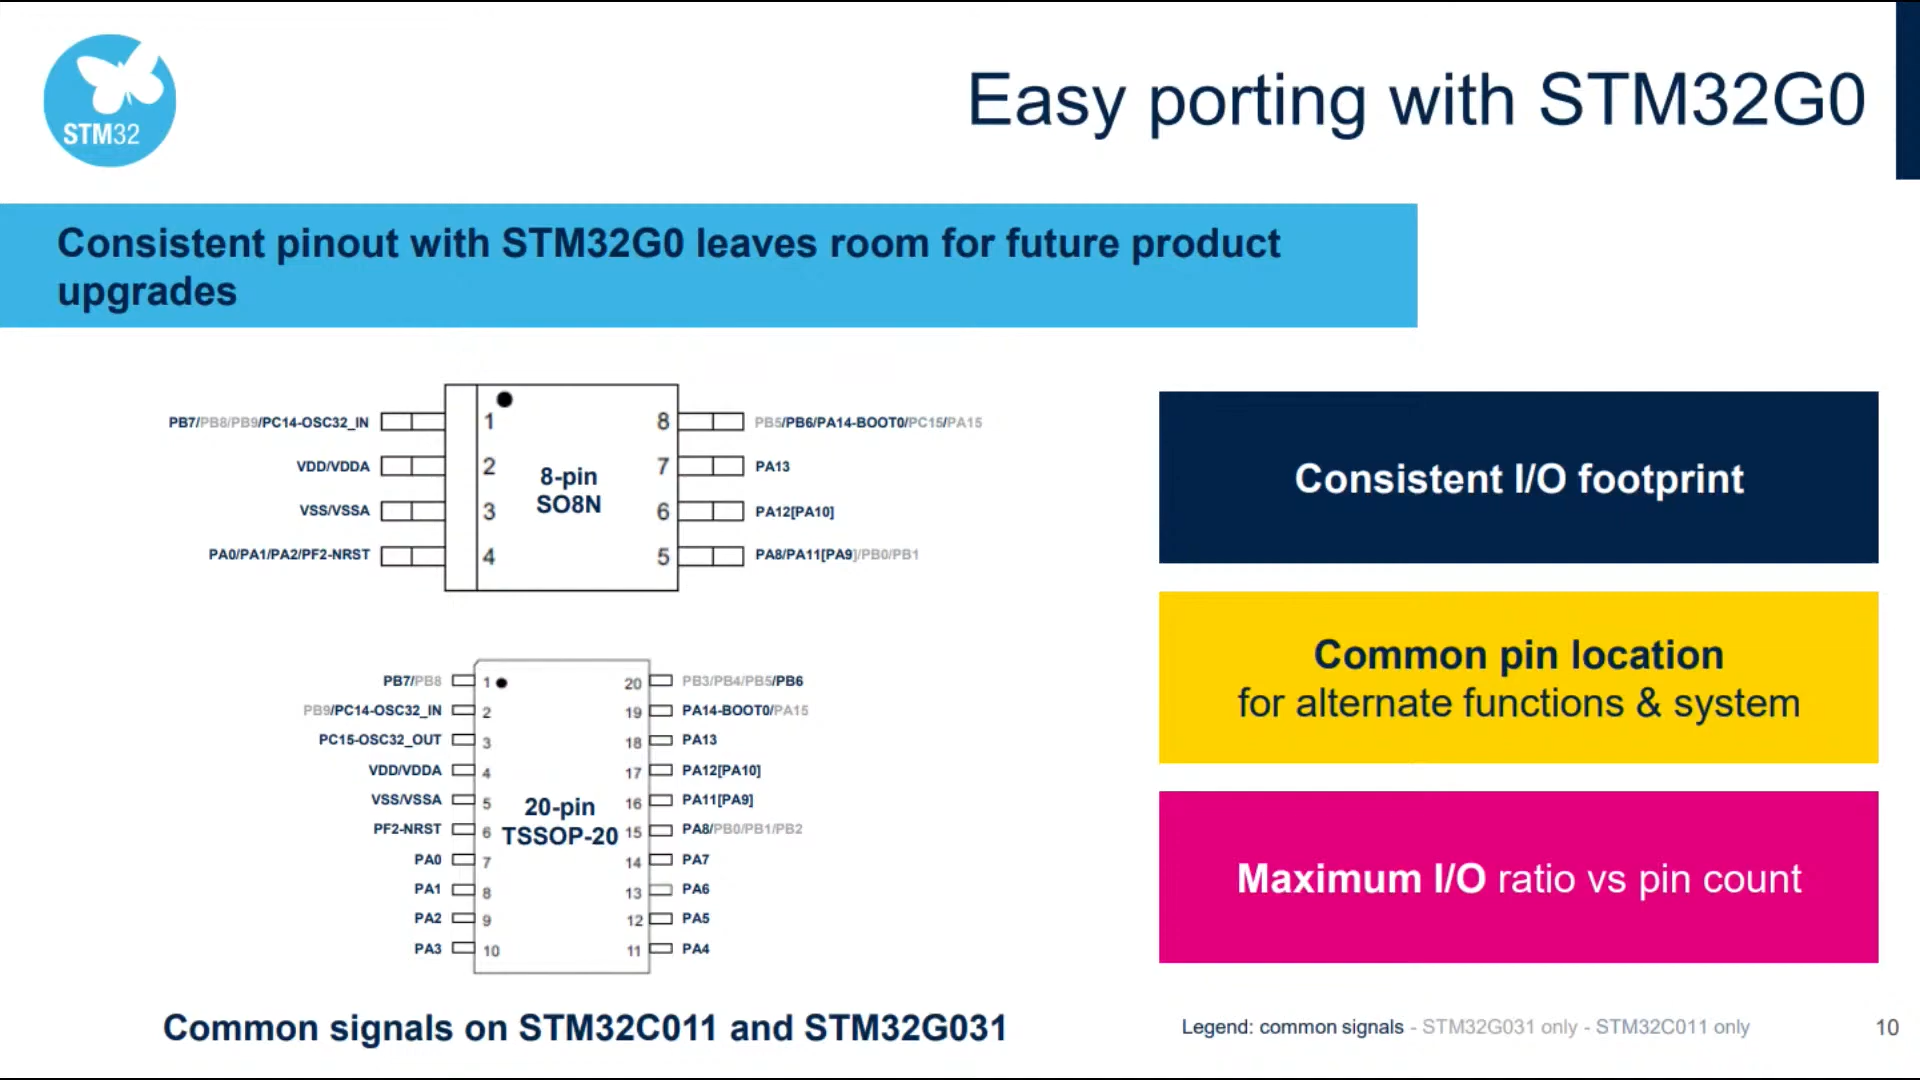 STM32
Easy porting with STM32G0
Consistent pinout with STM32G0 leaves room for future product
upgrades
PB7/PB8/PB9/PC14-OSC32_IN
VDD/VDDA
VSS/VSSA
PA0/PA1/PA2/PF2-NRST
1
2
3
4
8-pin
SO8N
8
7
6
5
PB5/PB6/PA14-BOOT0/PC15/PA15
PA13
PA12[PA10]
PA8/PA11[PA9]/PB0/PB1
PB7/PB8
PB9/PC14-OSC32_IN
PC15-OSC32_OUT
VDD/VDDA
VSS/VSSA
PF2-NRST
PA0
PA1
PA2
PA3
1
2
3
4
5
6
7
8
9
10
20-pin
TSSOP-20
20
19
18
17
16
15
14
13
12
11
PB3/PB4/PB5/PB6
PA14-BOOT0/PA15
PA13
PA12[PA10]
PA11[PA9]
PA8/PB0/PB1/PB2
PA7
PA6
PA5
PA4
Common signals on STM32C011 and STM32G031
Consistent I/O footprint
Common pin location
for alternate functions & system
Maximum I/O ratio vs pin count
Legend: common signals - STM32G031 only - STM32C011 only
10